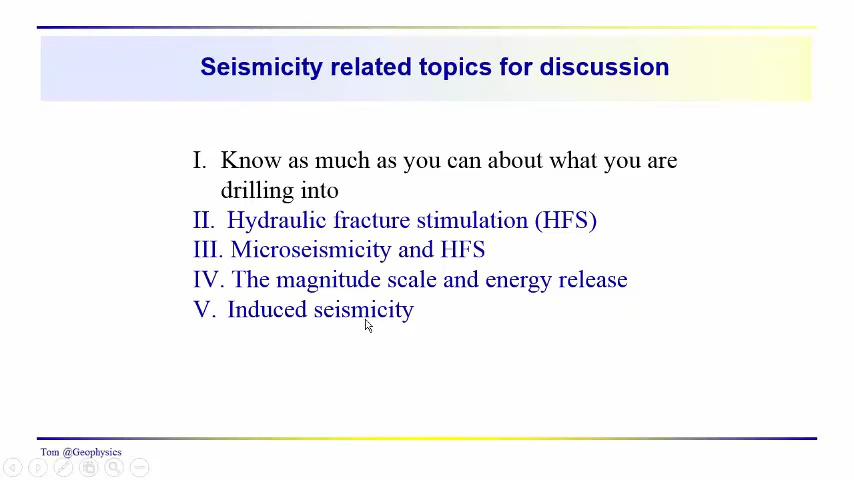 Seismicity related topics for discussion
I. Know as much as you can about what you are
drilling into
II. Hydraulic fracture stimulation (HFS)
III. Microseismicity and HFS
IV. The magnitude scale and energy release
V. Induced seismicity
Tom @Geophysics